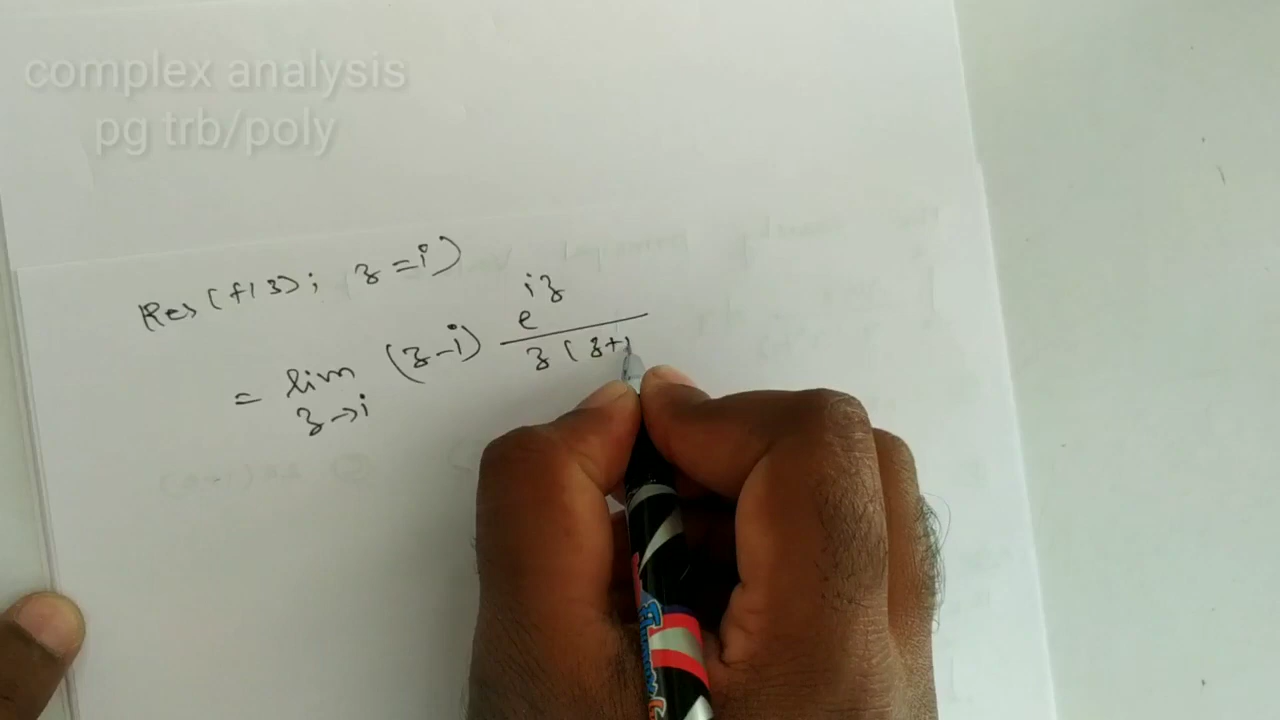 complex analysis
pg trb/poly
Res(f(z); z=i)
= lim (z-i) e^{iz} / z(z+i
z→i